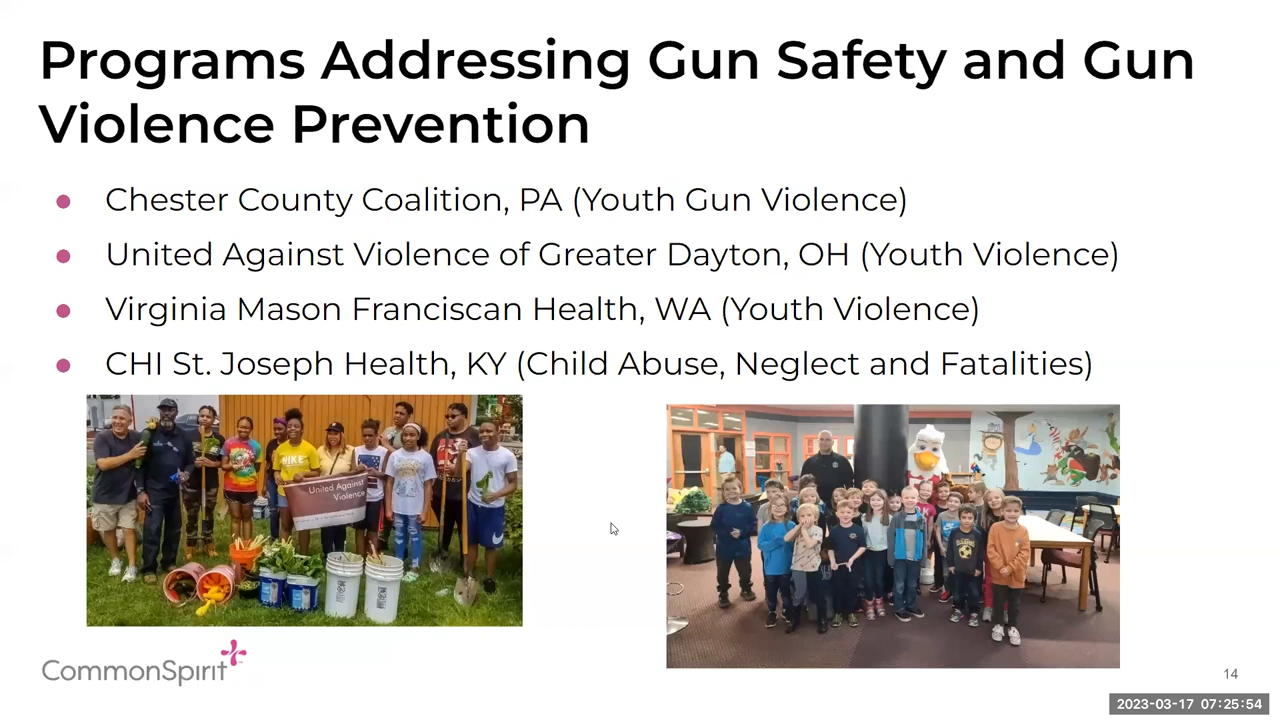 Programs Addressing Gun Safety and Gun
Violence Prevention
Chester County Coalition, PA (Youth Gun Violence)
United Against Violence of Greater Dayton, OH (Youth Violence)
Virginia Mason Franciscan Health, WA (Youth Violence)
CHI St. Joseph Health, KY (Child Abuse, Neglect and Fatalities)
NIKE
United Against
Violence
CommonSpirit
14
2023-03-17 07:25:54